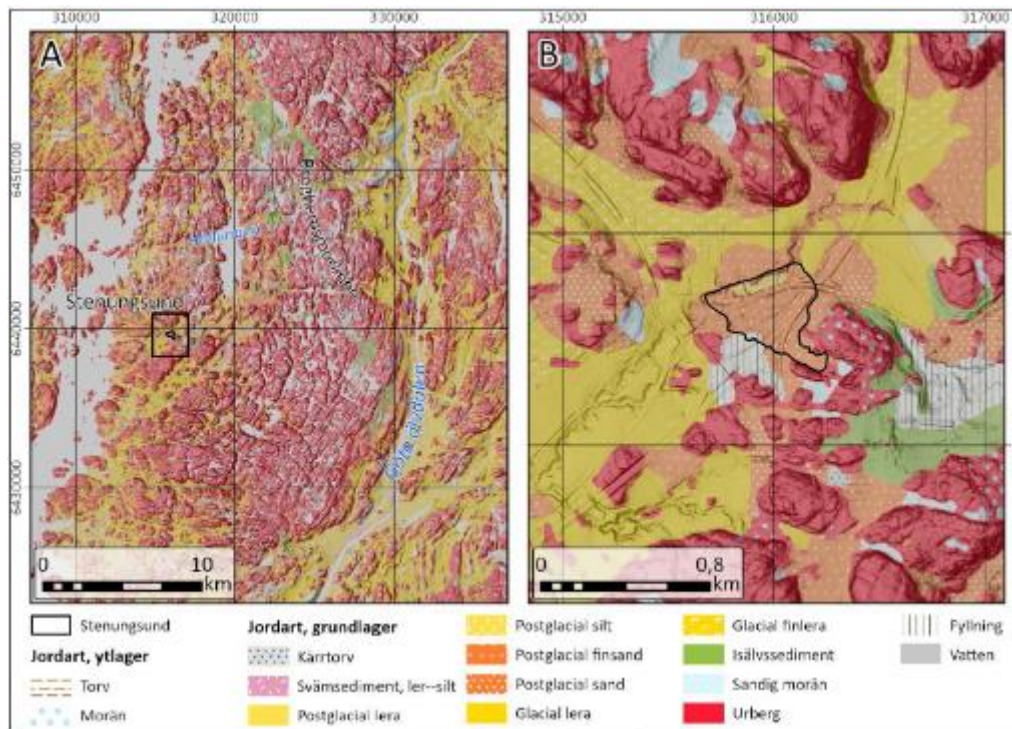 310000 320000 330000
315000 316000 317000
A
B
6450000
6440000
6430000
Stenungsund
0 10
km
0 0,8
km
Stenungsund
Jordart, ytlager
Torv
Morän
Jordart, grundlager
Kärrtorv
Svämsediment, ler--silt
Postglacial lera
Postglacial silt
Postglacial finsand
Postglacial sand
Glacial lera
Glacial finlera
Isälvssediment
Sandig morän
Urberg
Fyllning
Vatten